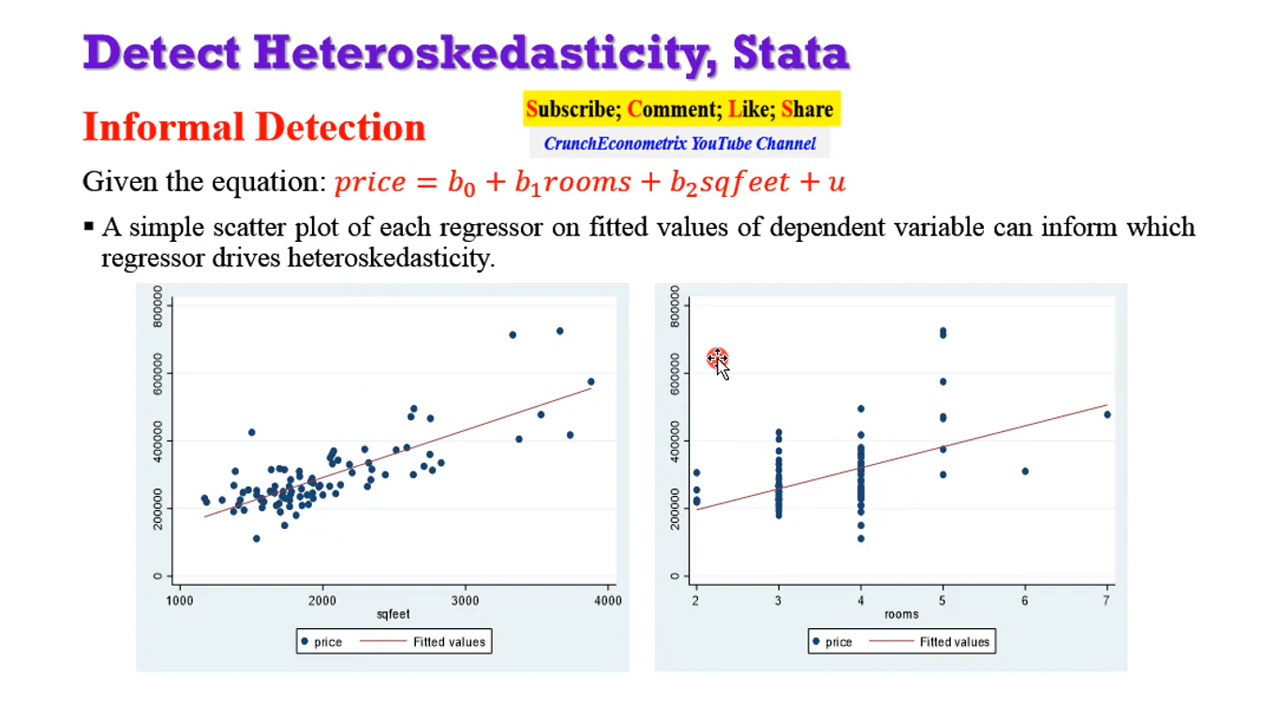 Detect Heteroskedasticity, Stata
Informal Detection
Subscribe; Comment; Like; Share
CrunchEconometrix YouTube Channel
Given the equation: price = b₀ + b₁rooms + b₂sqfeet + u
▪ A simple scatter plot of each regressor on fitted values of dependent variable can inform which
regressor drives heteroskedasticity.
800000
600000
400000
200000
0
1000 2000 3000 4000
sqfeet
price Fitted values
800000
600000
400000
200000
0
2 3 4 5 6 7
rooms
price Fitted values